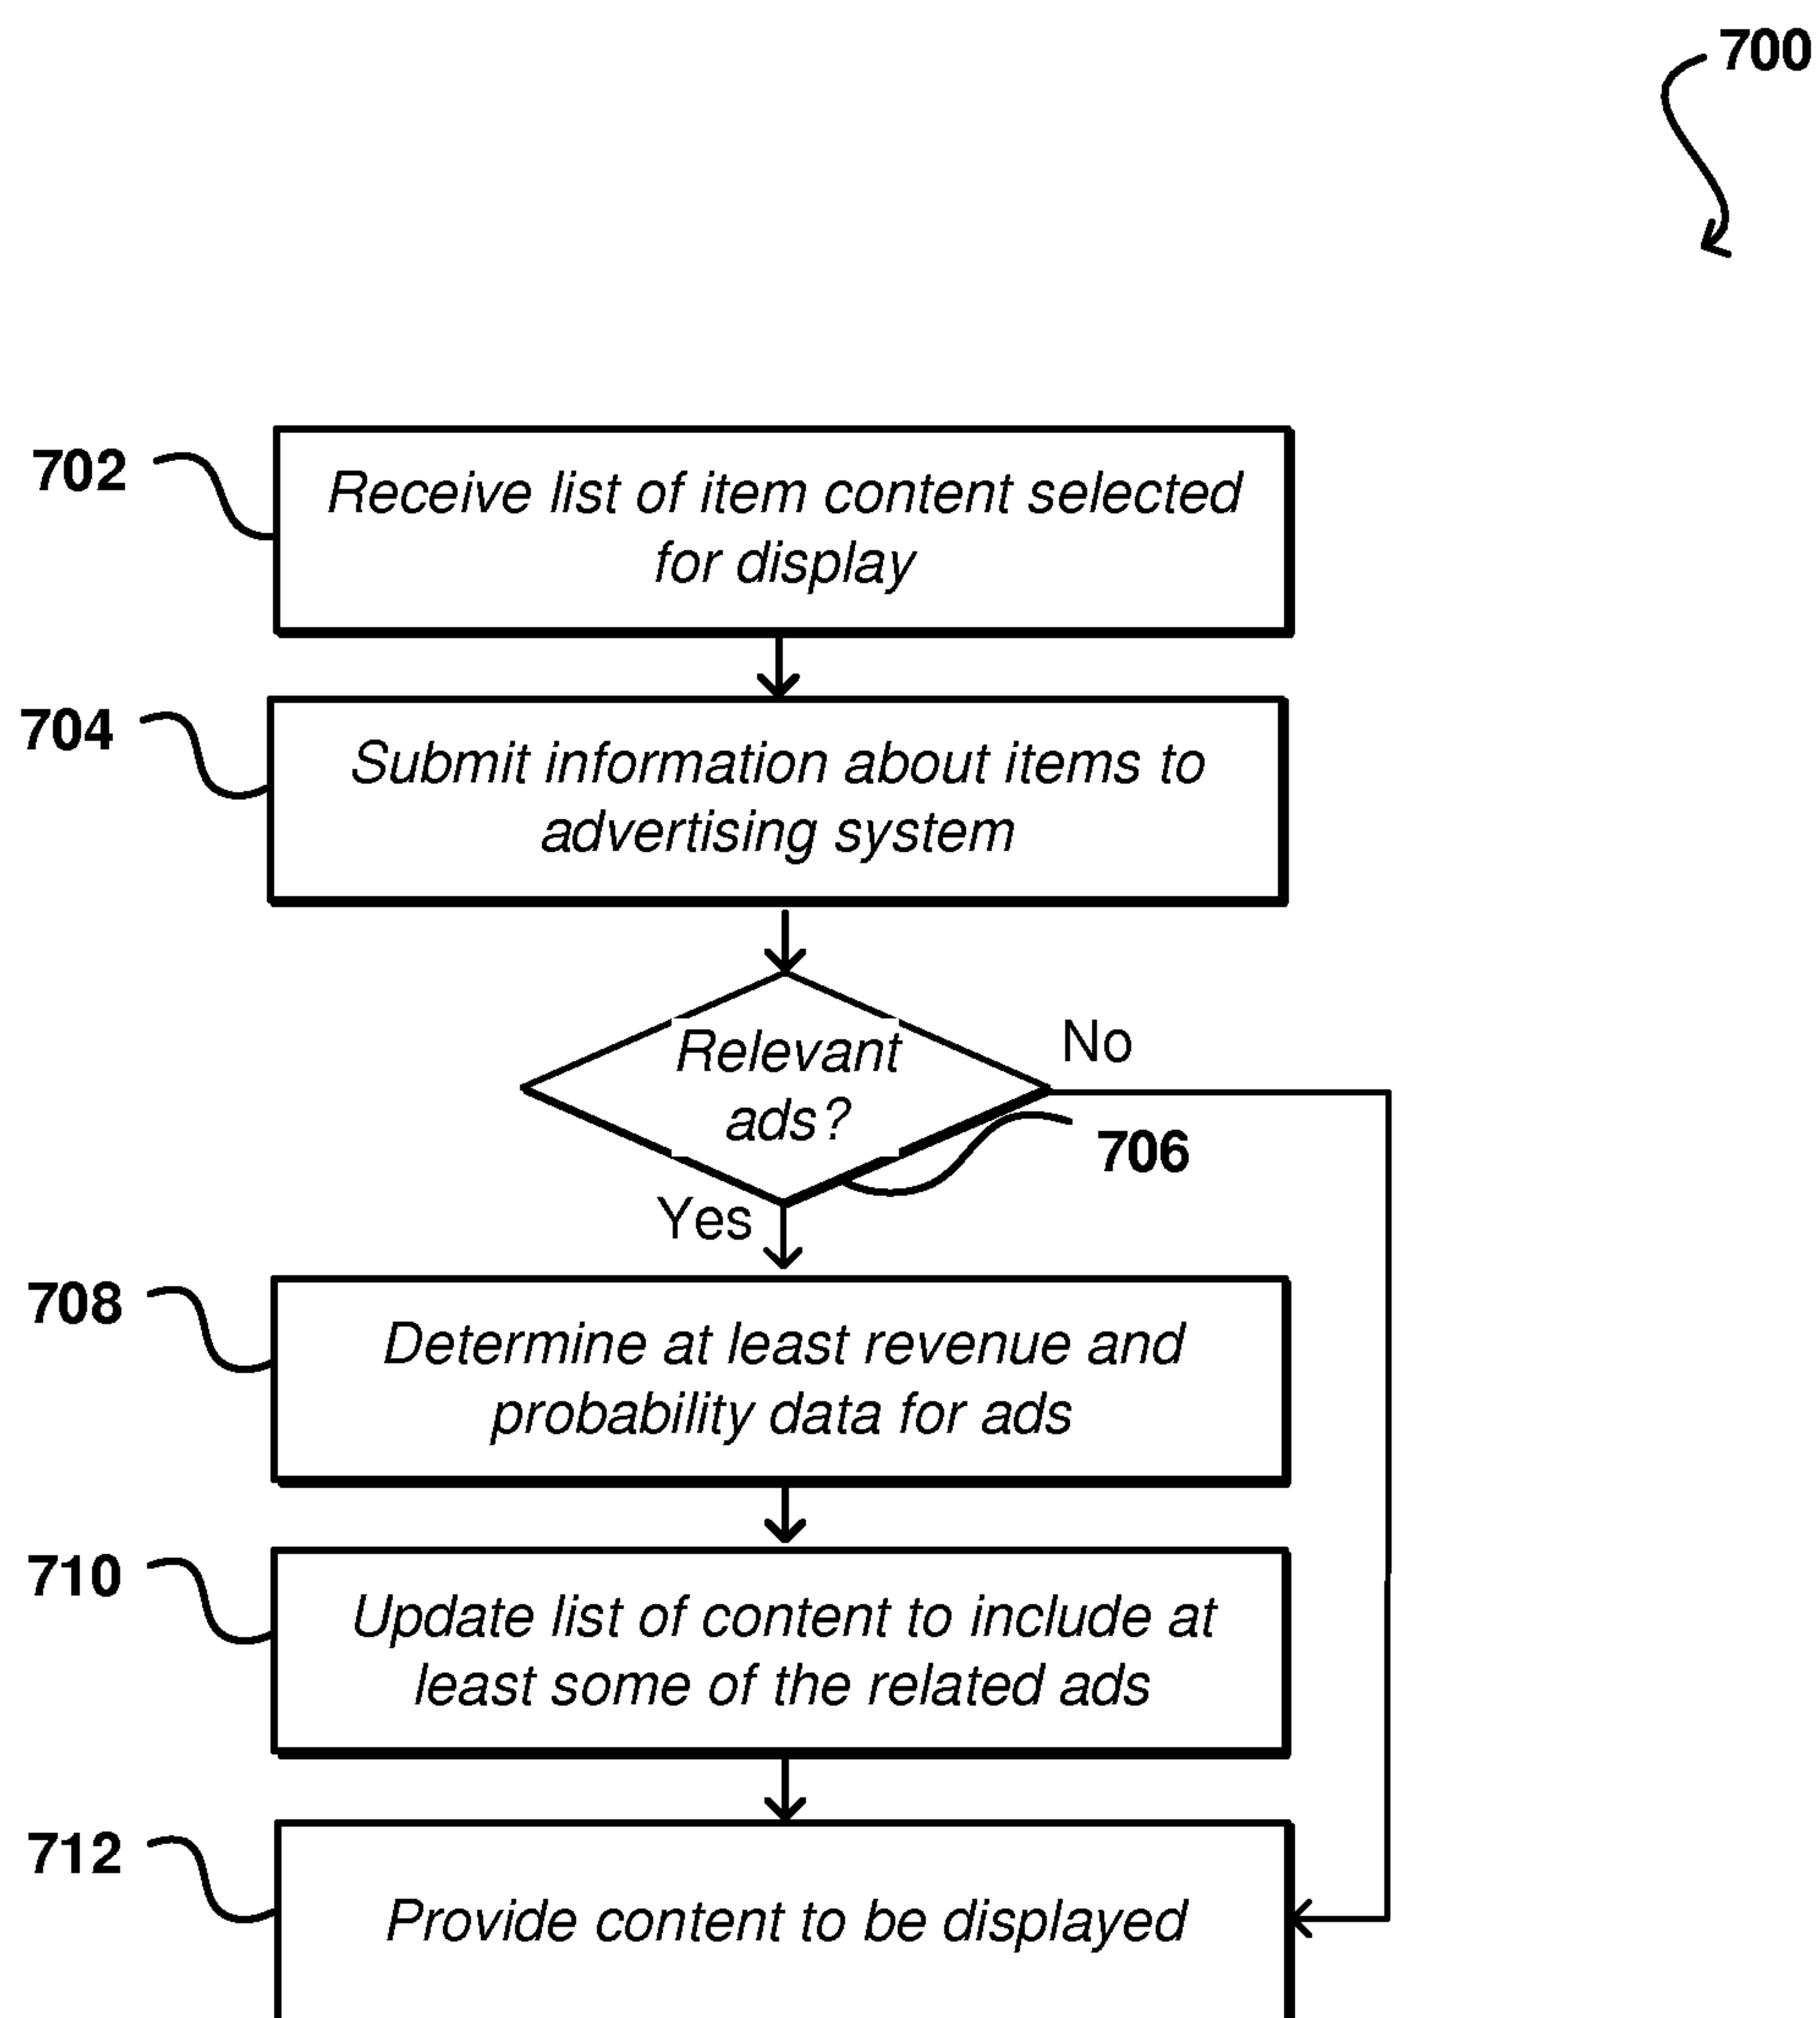 700
702
Receive list of item content selected
for display
704
Submit information about items to
advertising system
Relevant
ads?
No
706
Yes
708
Determine at least revenue and
probability data for ads
710
Update list of content to include at
least some of the related ads
712
Provide content to be displayed